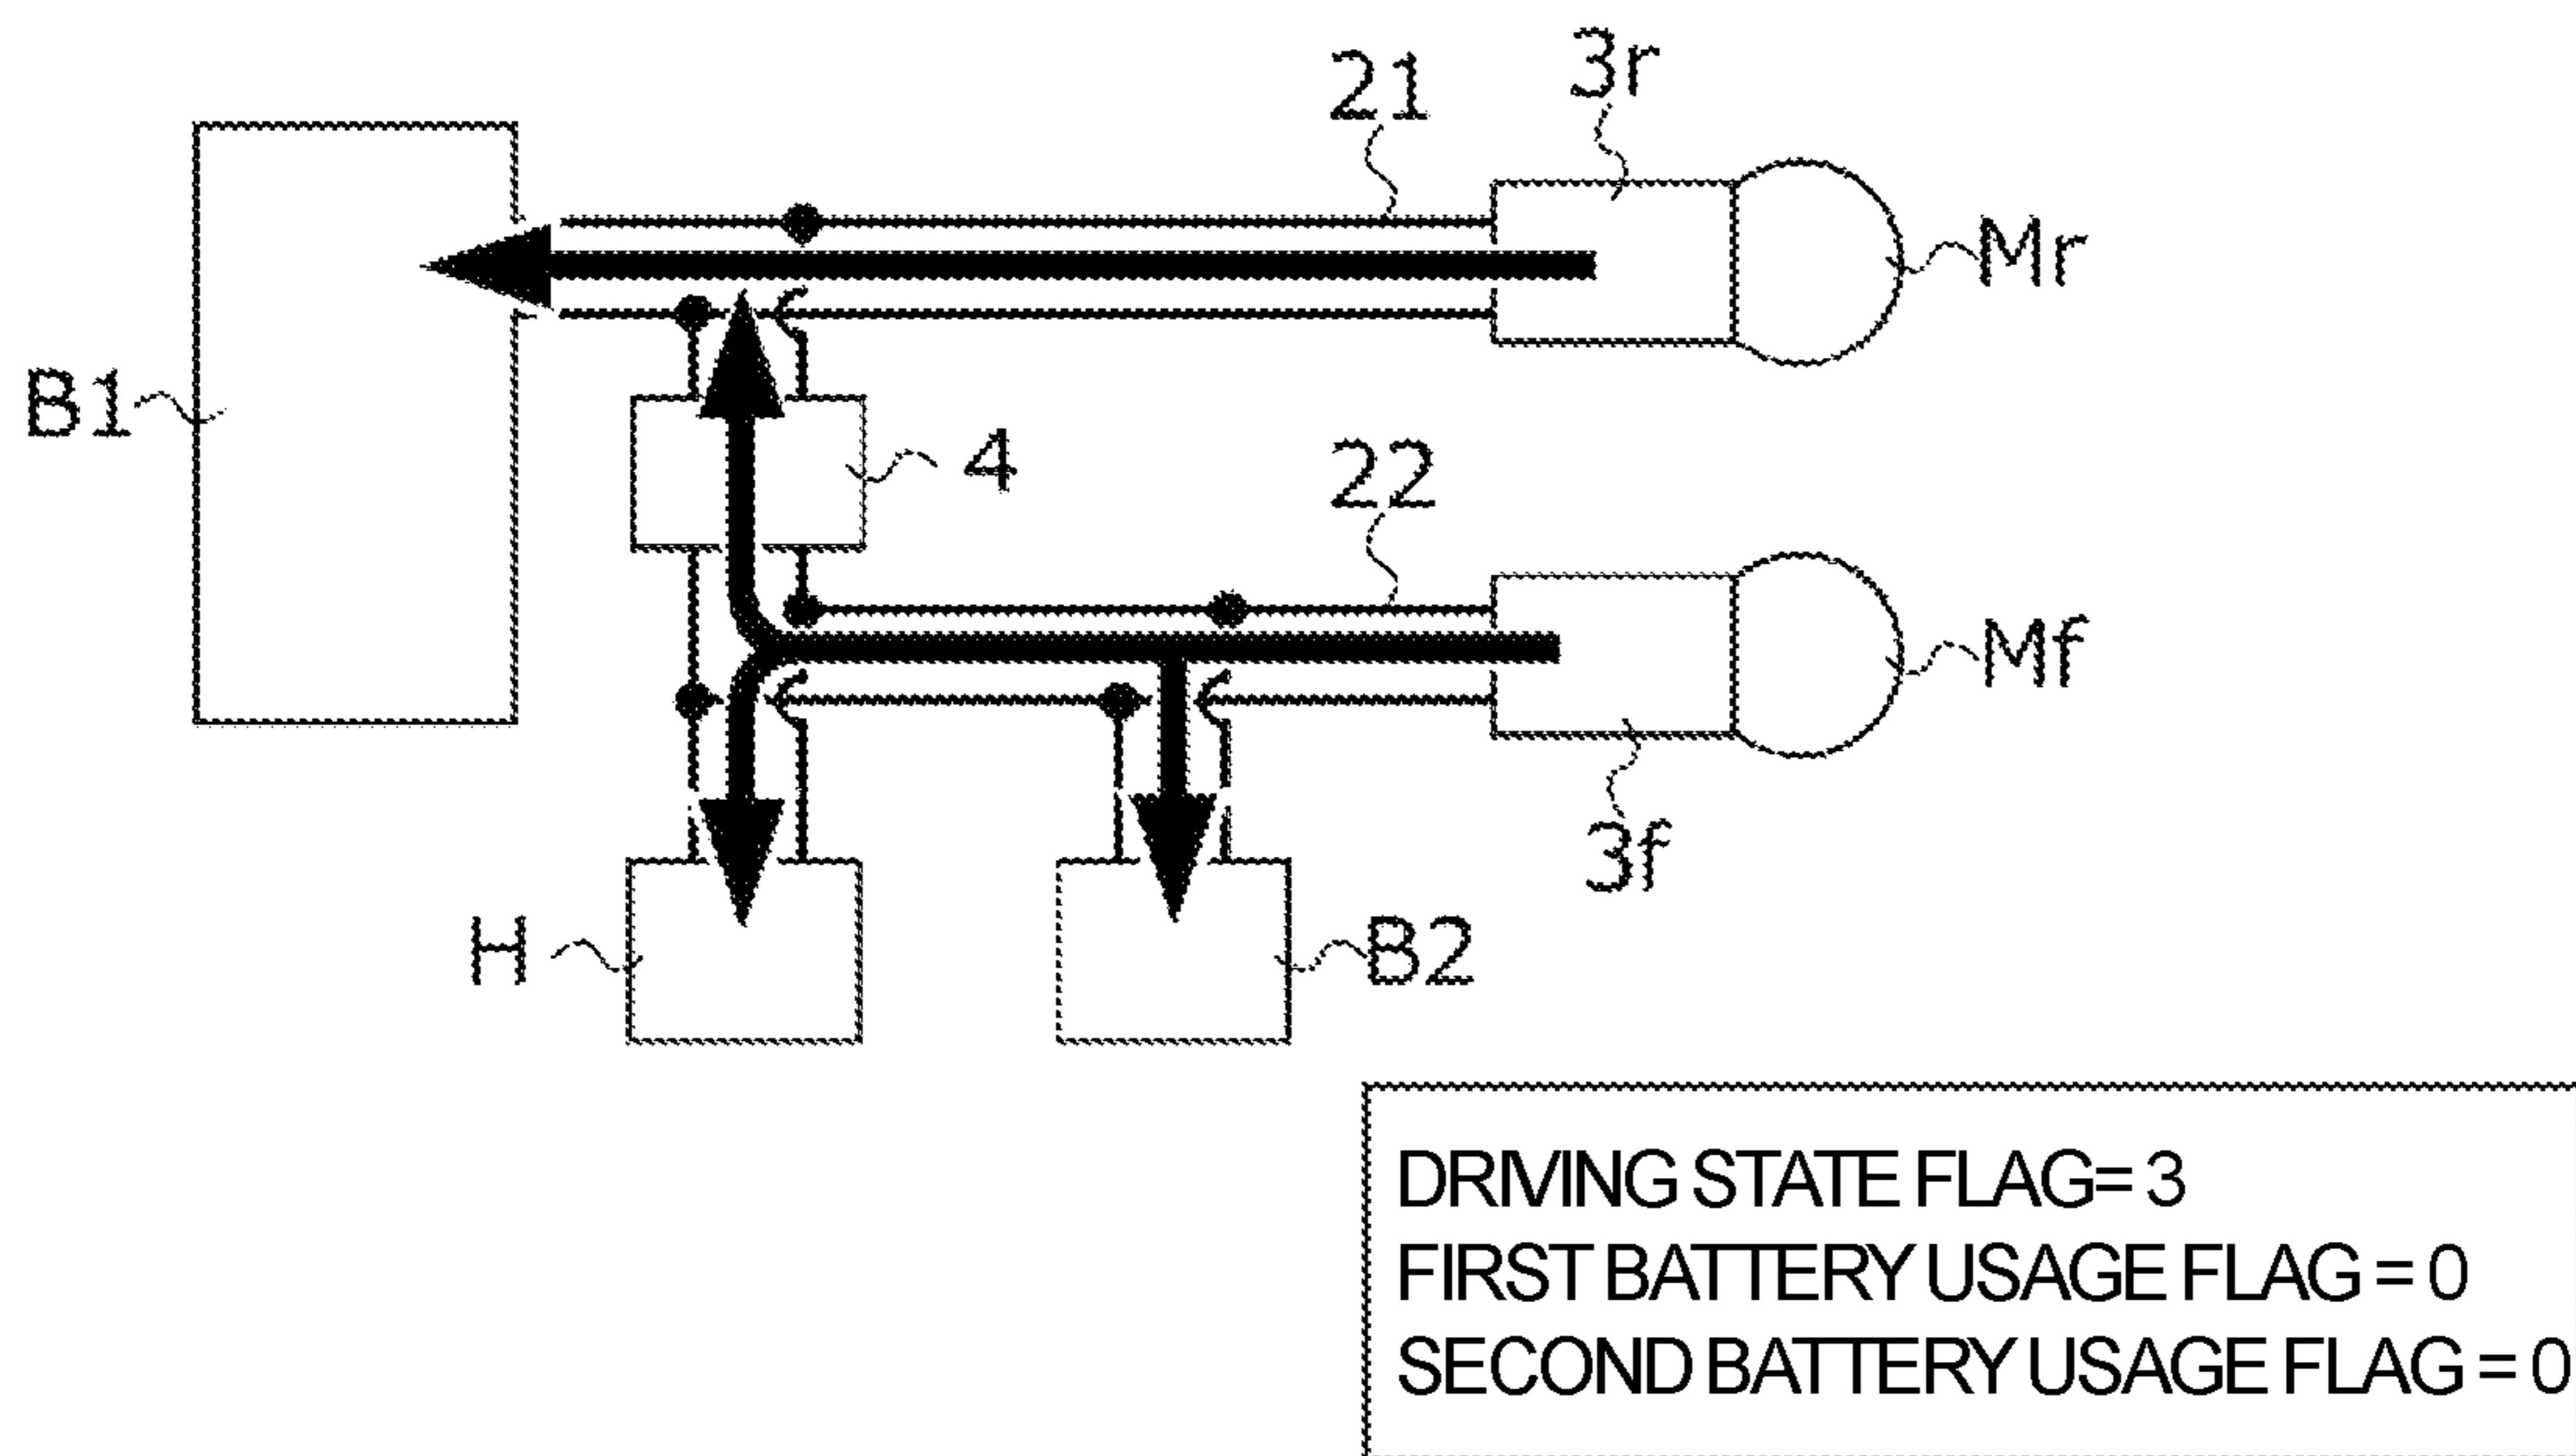 21
3r
Mr
B1
4
22
Mf
3f
H
B2
DRIVING STATE FLAG= 3
FIRST BATTERY USAGE FLAG = 0
SECOND BATTERY USAGE FLAG = 0